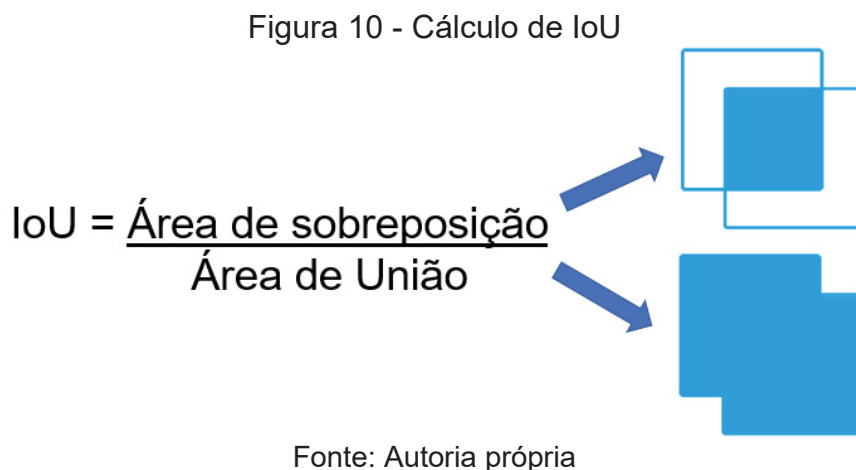 Figura 10 - Cálculo de IoU
IoU = Área de sobreposição
Área de União
Fonte: Autoria própria